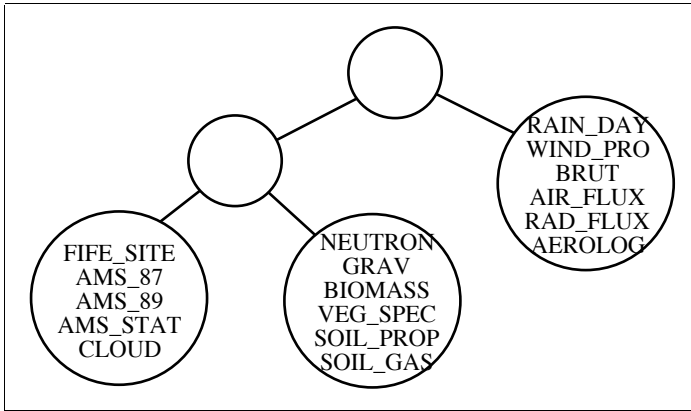 RAIN_DAY
WIND_PRO
BRUT
AIR_FLUX
RAD_FLUX
AEROLOG
FIFE_SITE
AMS_87
AMS_89
AMS_STAT
CLOUD
NEUTRON
GRAV
BIOMASS
VEG_SPEC
SOIL_PROP
SOIL_GAS